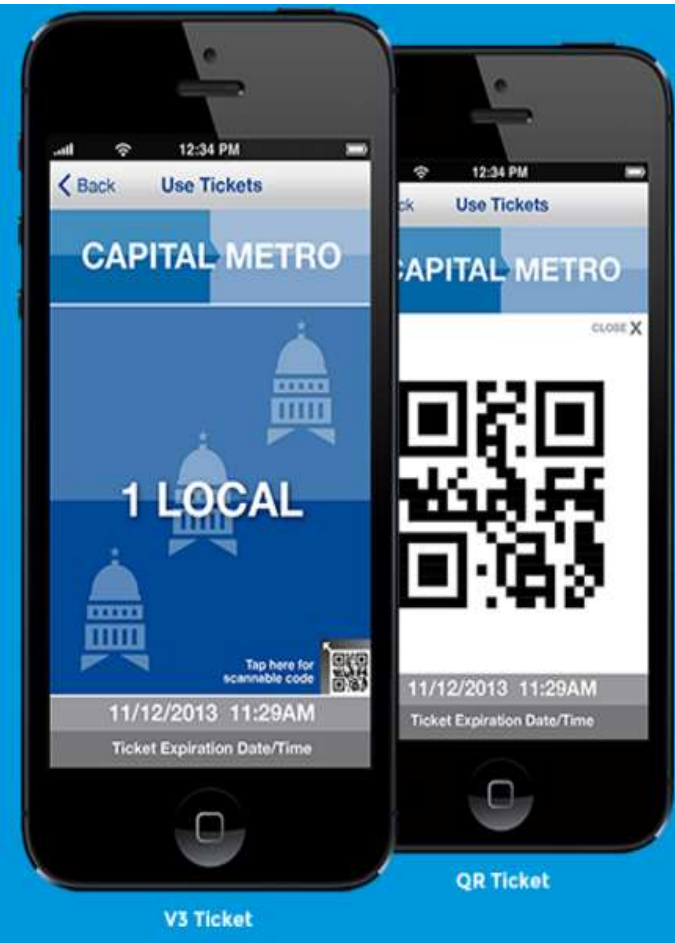 12:34 PM
Back Use Tickets
CAPITAL METRO
1 LOCAL
Tap here for
scannable code
11/12/2013 11:29AM
Ticket Expiration Date/Time
V3 Ticket
12:34 PM
ck Use Tickets
CAPITAL METRO
CLOSE X
11/12/2013 11:29AM
Ticket Expiration Date/Time
QR Ticket